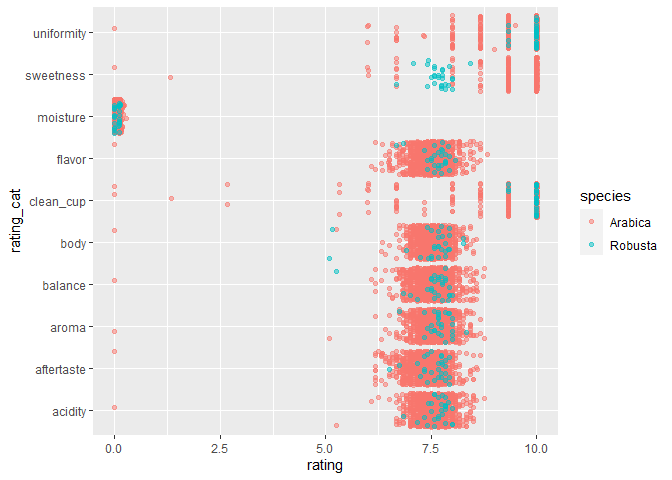 uniformity
sweetness
moisture
flavor
clean_cup
body
balance
aroma
aftertaste
acidity
rating_cat
0.0 2.5 5.0 7.5 10.0
rating
species
Arabica
Robusta